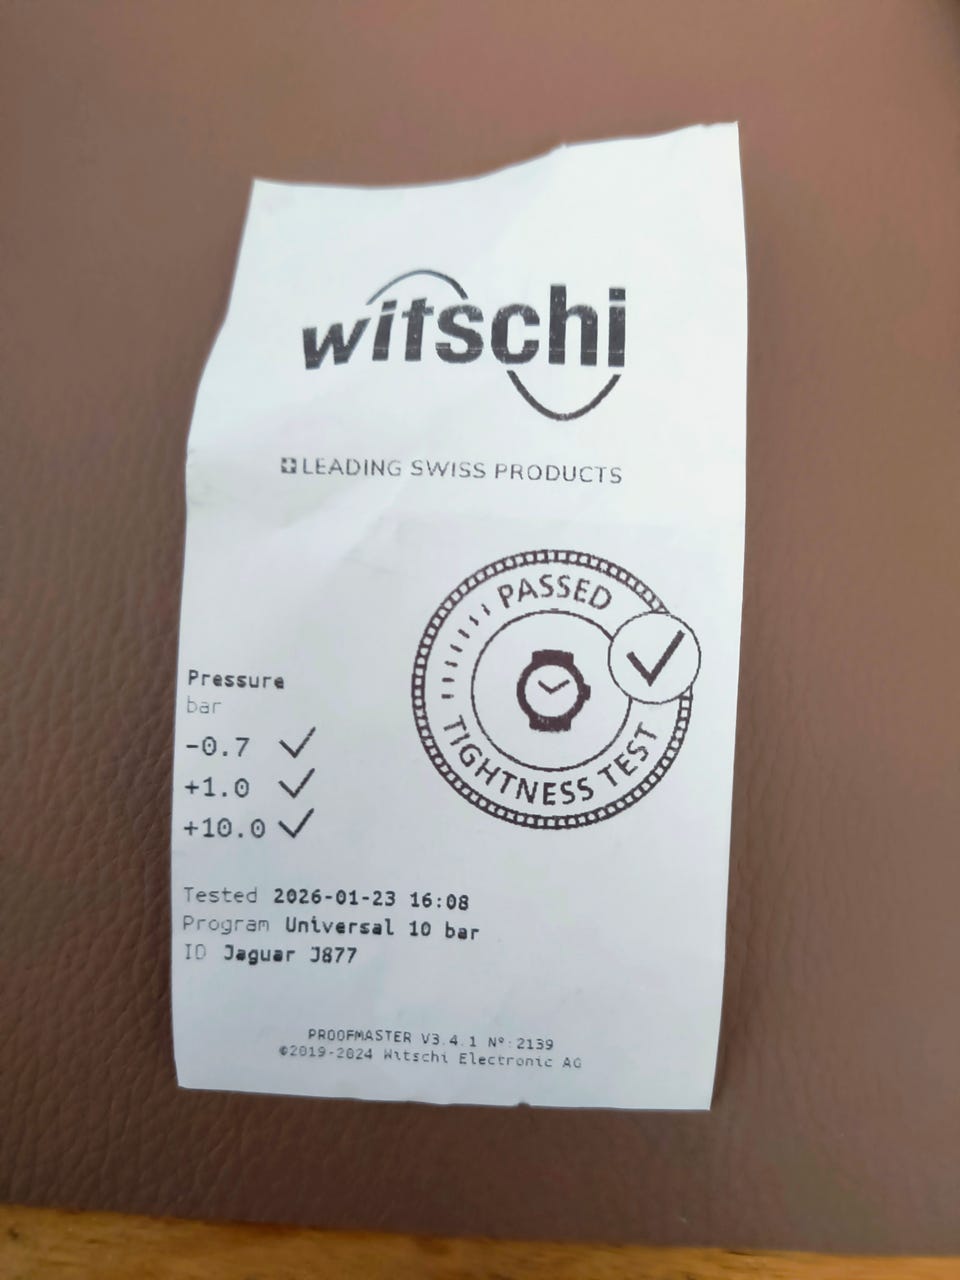 witschi
LEADING SWISS PRODUCTS
PASSED
TIGHTNESS TEST
Pressure
bar
-0.7 ✓
+1.0 ✓
+10.0 ✓
Tested 2026-01-23 16:08
Program Universal 10 bar
ID Jaguar J877
PROOFMASTER V3.4.1 Nº:2139
©2019-2024 Witschi Electronic AG